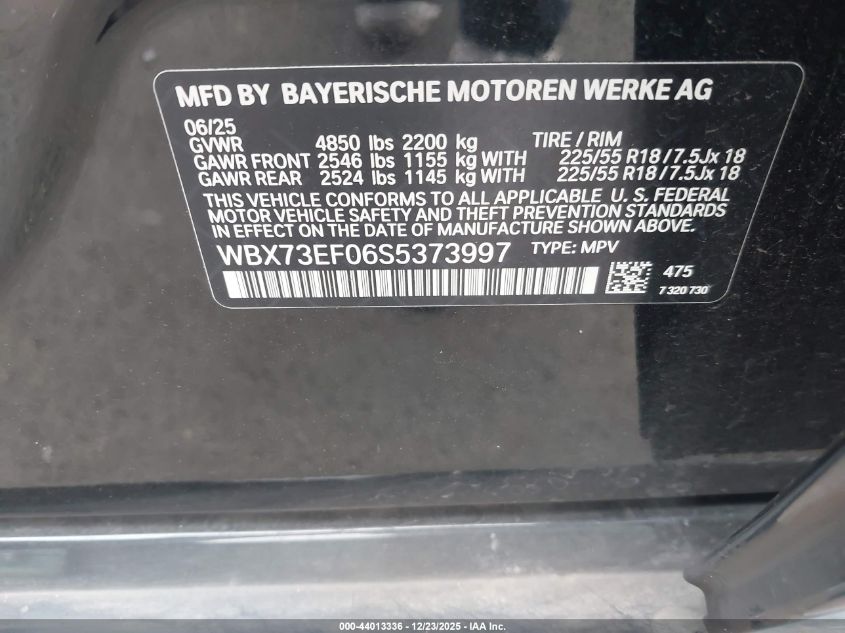 MFD BY BAYERISCHE MOTOREN WERKE AG
06/25
GVWR 4850 lbs 2200 kg TIRE / RIM
GAWR FRONT 2546 lbs 1155 kg WITH 225/55 R18 / 7.5Jx 18
GAWR REAR 2524 lbs 1145 kg WITH 225/55 R18 / 7.5Jx 18
THIS VEHICLE CONFORMS TO ALL APPLICABLE U. S. FEDERAL
MOTOR VEHICLE SAFETY AND THEFT PREVENTION STANDARDS
IN EFFECT ON THE DATE OF MANUFACTURE SHOWN ABOVE.
WBX73EF06S5373997 TYPE: MPV
475
7 320 730
000-44013336 - 12/23/2025 - IAA Inc.